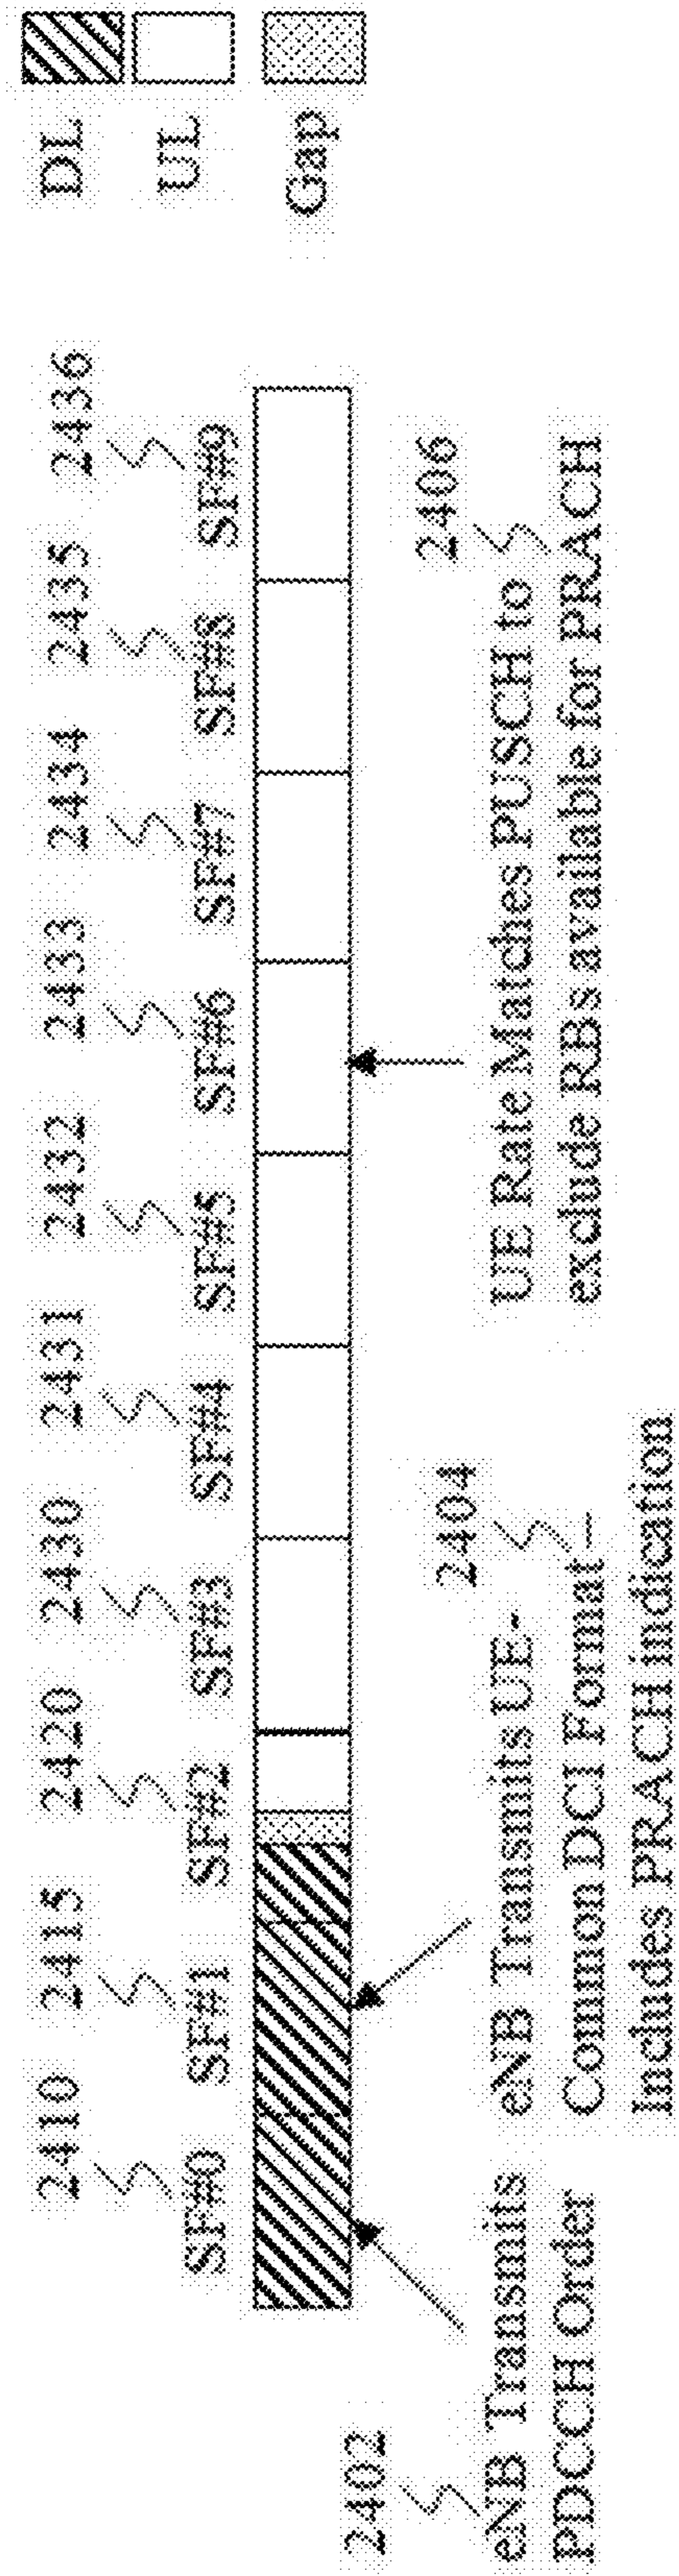 DL
UL
Gap
2410 2415 2420 2430 2431 2432 2433 2434 2435 2436
SF#0 SF#1 SF#2 SF#3 SF#4 SF#5 SF#6 SF#7 SF#8 SF#9
2402
eNB Transmits
PDCCH Order
2404
eNB Transmits UE-
Common DCI Format –
Includes PRACH indication
2406
UE Rate Matches PUSCH to
exclude RBs available for PRACH